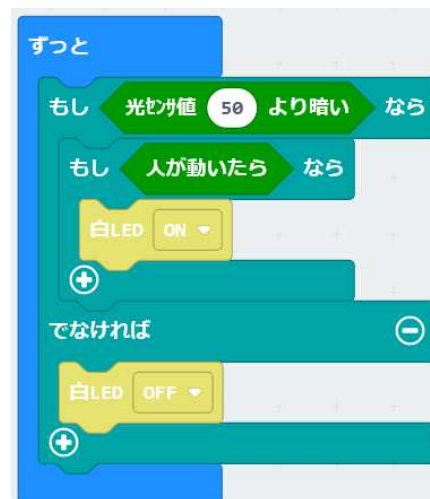 ずっと
もし 光センサ値 50 より暗い なら
もし 人が動いたら なら
白LED ON
でなければ
白LED OFF